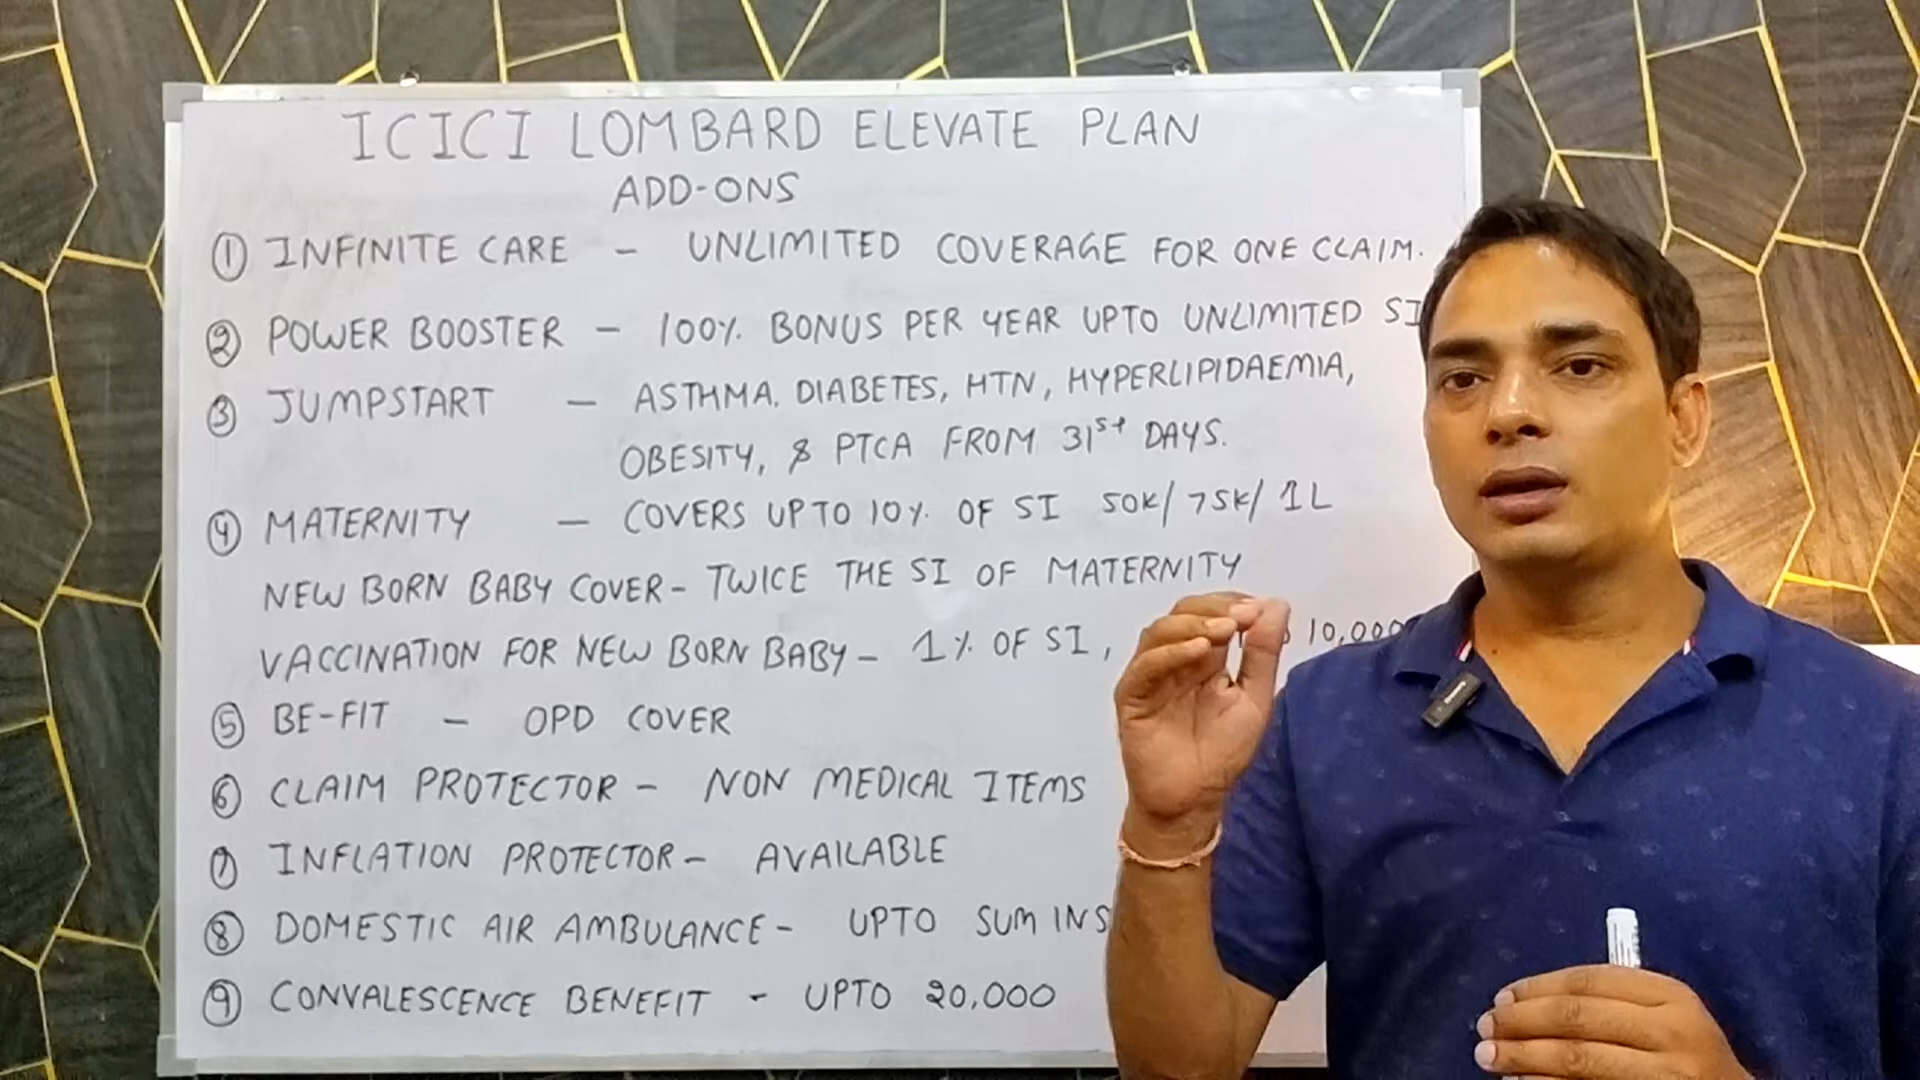 ICICI LOMBARD ELEVATE PLAN
ADD-ONS
① INFINITE CARE - UNLIMITED COVERAGE FOR ONE CLAIM.
② POWER BOOSTER - 100% BONUS PER YEAR UPTO UNLIMITED SI
③ JUMPSTART - ASTHMA. DIABETES, HTN, HYPERLIPIDAEMIA,
OBESITY, & PTCA FROM 31st DAYS.
④ MATERNITY - COVERS UPTO 10% OF SI 50K/ 75K/ 1L
NEW BORN BABY COVER - TWICE THE SI OF MATERNITY
VACCINATION FOR NEW BORN BABY - 1% OF SI, 10,000
⑤ BE-FIT - OPD COVER
⑥ CLAIM PROTECTOR - NON MEDICAL ITEMS
⑦ INFLATION PROTECTOR - AVAILABLE
⑧ DOMESTIC AIR AMBULANCE - UPTO SUM INS
⑨ CONVALESCENCE BENEFIT - UPTO 20,000